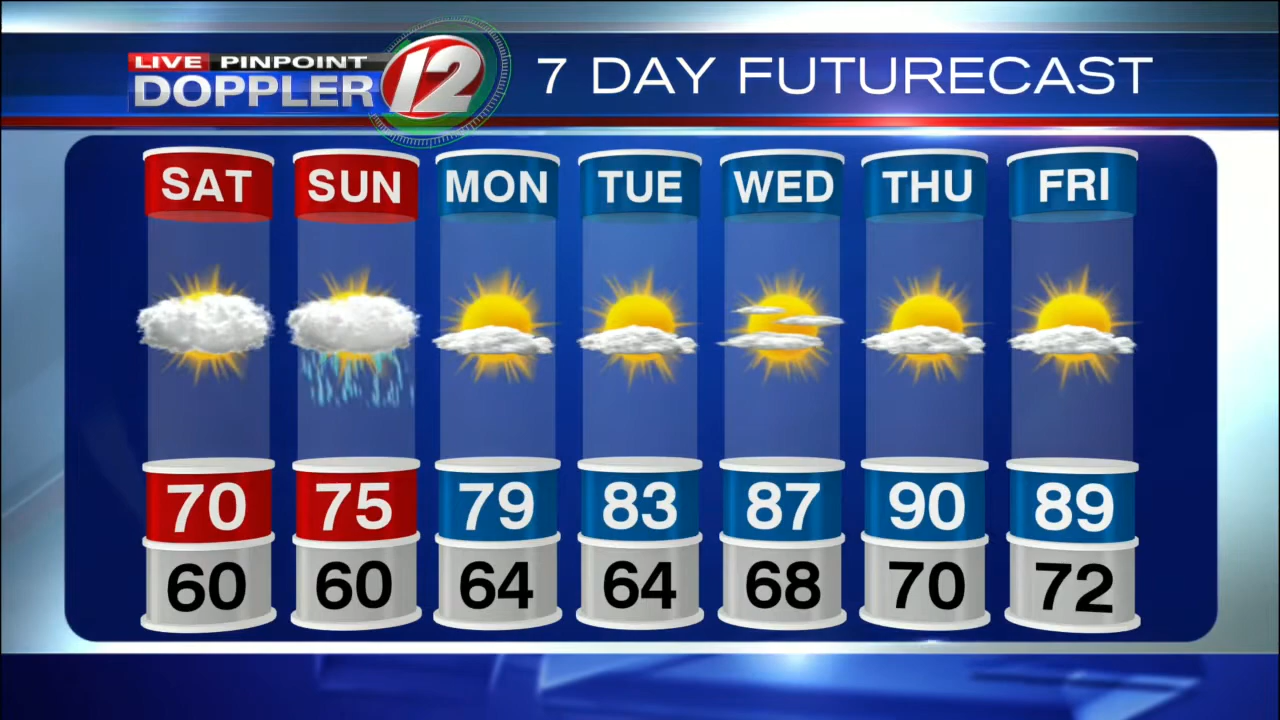 LIVE PINPOINT
DOPPLER 12
7 DAY FUTURECAST
SAT SUN MON TUE WED THU FRI
70 75 79 83 87 90 89
60 60 64 64 68 70 72